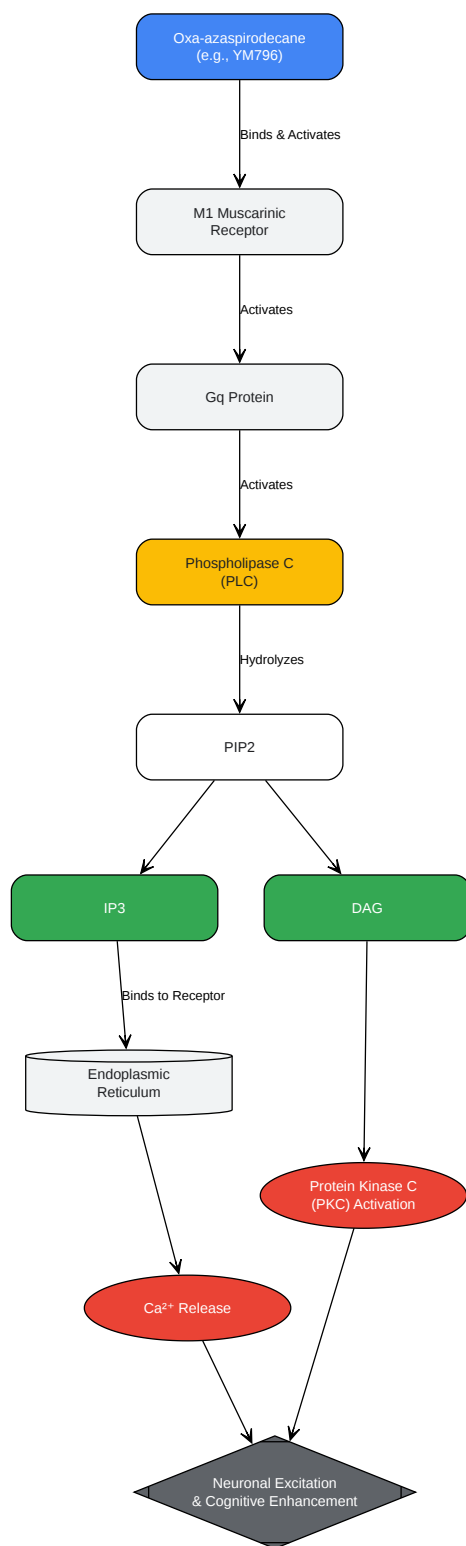 Oxa-azaspirodecane
(e.g., YM796)
Binds & Activates
M1 Muscarinic
Receptor
Activates
Gq Protein
Activates
Phospholipase C
(PLC)
Hydrolyzes
PIP2
IP3
DAG
Binds to Receptor
Endoplasmic
Reticulum
Protein Kinase C
(PKC) Activation
Ca²⁺ Release
Neuronal Excitation
& Cognitive Enhancement